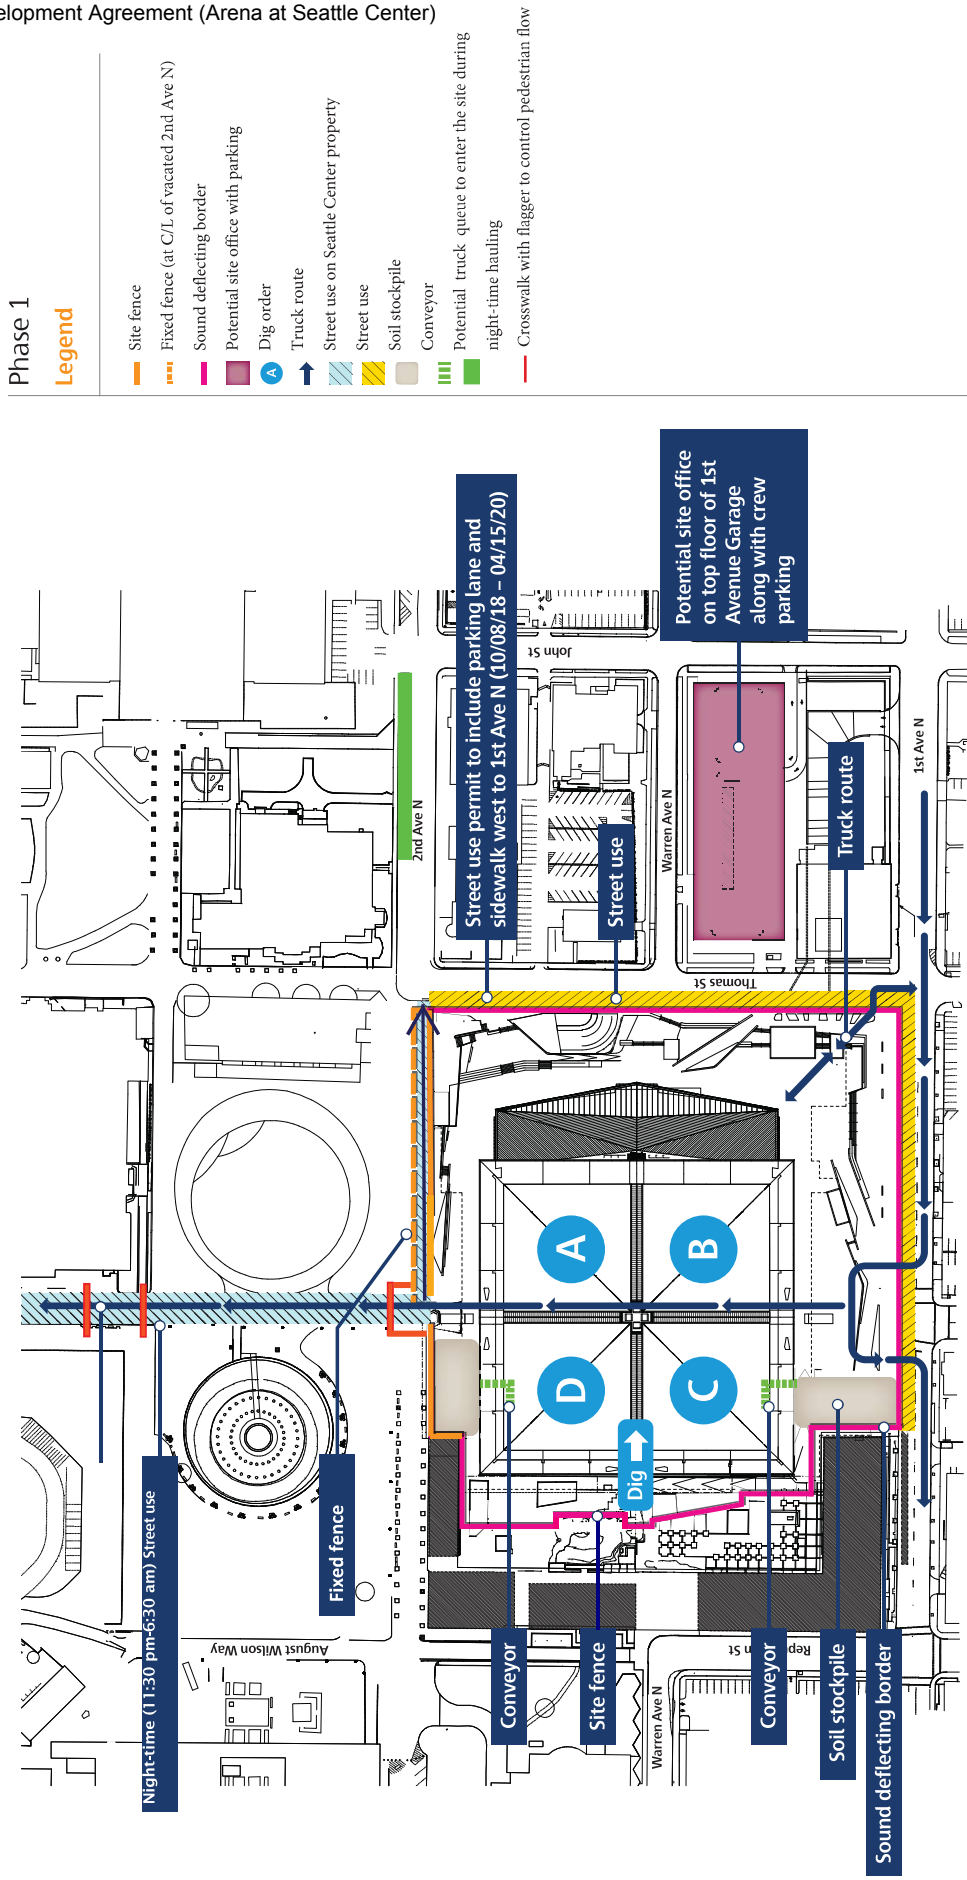 elopment Agreement (Arena at Seattle Center)
Phase 1
Legend
Site fence
Fixed fence (at C/L of vacated 2nd Ave N)
Sound deflecting border
Potential site office with parking
A
Dig order
Truck route
Street use on Seattle Center property
Street use
Soil stockpile
Conveyor
Potential truck queue to enter the site during
night-time hauling
Crosswalk with flagger to control pedestrian flow
Street use permit to include parking lane and
sidewalk west to 1st Ave N (10/08/18 – 04/15/20)
Potential site office
on top floor of 1st
Avenue Garage
along with crew
parking
John St
2nd Ave N
Street use
Warren Ave N
Truck route
1st Ave N
Thomas St
A
B
D
C
Dig
Night-time (11:30 pm-6:30 am) Street use
Fixed fence
August Wilson Way
Conveyor
Site fence
Warren Ave N
Conveyor
Soil stockpile
Sound deflecting border